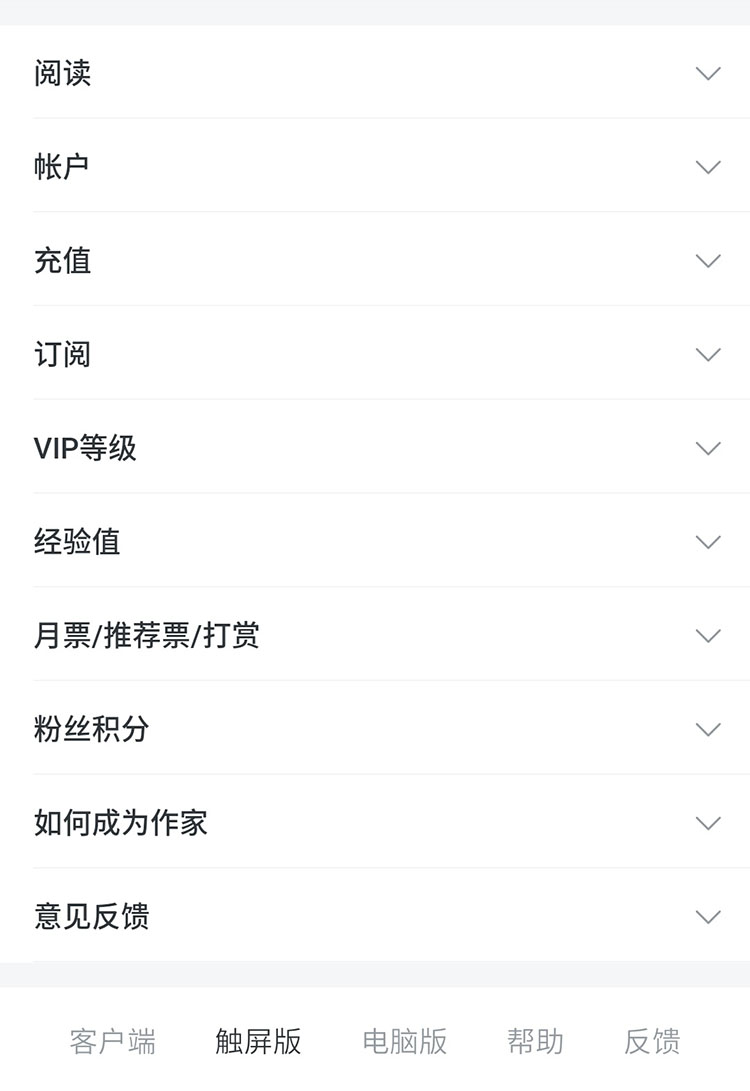 阅读
帐户
充值
订阅
VIP等级
经验值
月票/推荐票/打赏
粉丝积分
如何成为作家
意见反馈
客户端 触屏版 电脑版 帮助 反馈